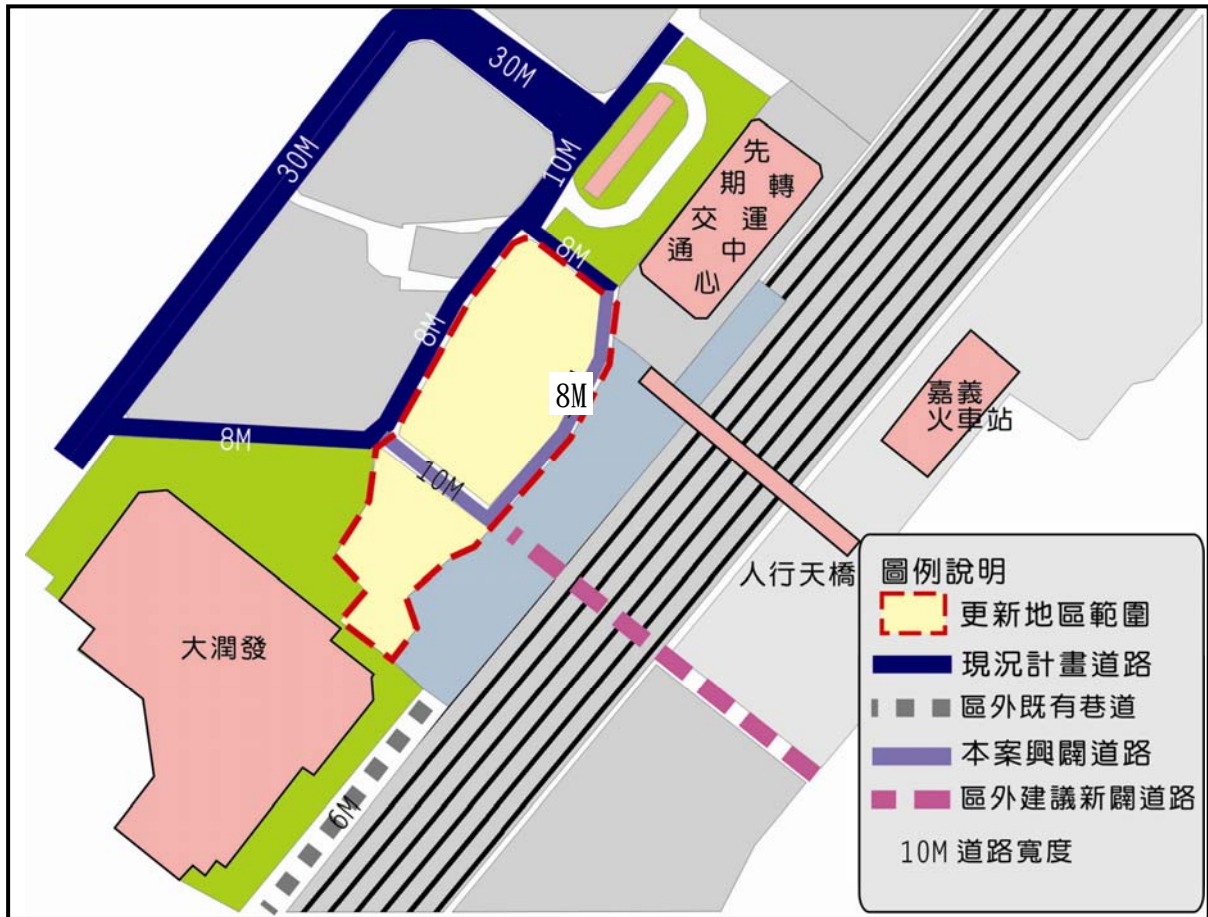 30M
30M
10M
8M
8M
8M
8M
10M
6M
先期轉運交通中心
嘉義
火車站
人行天橋
大潤發
圖例說明
更新地區範圍
現況計畫道路
區外既有巷道
本案興闢道路
區外建議新闢道路
10M 道路寬度